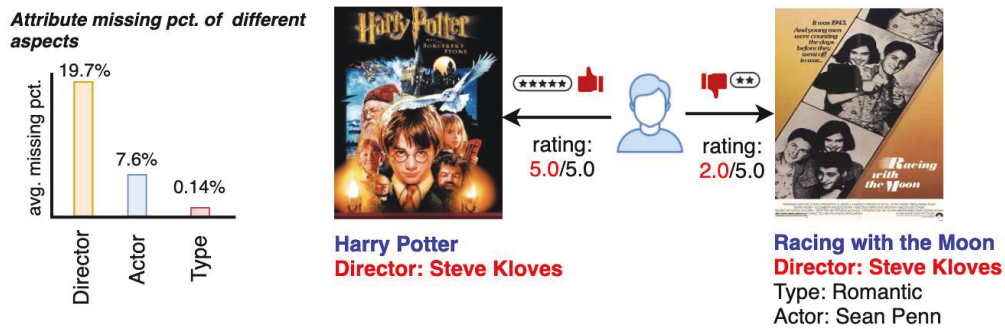 Attribute missing pct. of different
aspects
19.7%
7.6%
0.14%
avg. missing pct.
Director
Actor
Type
Harry Potter
AND THE
SORCERER'S
STONE
rating:
5.0/5.0
Harry Potter
Director: Steve Kloves
rating:
2.0/5.0
It was 1943.
And young men
were counting
the days
before they
went off
to war...
Racing
with
the Moon
Racing with the Moon
Director: Steve Kloves
Type: Romantic
Actor: Sean Penn